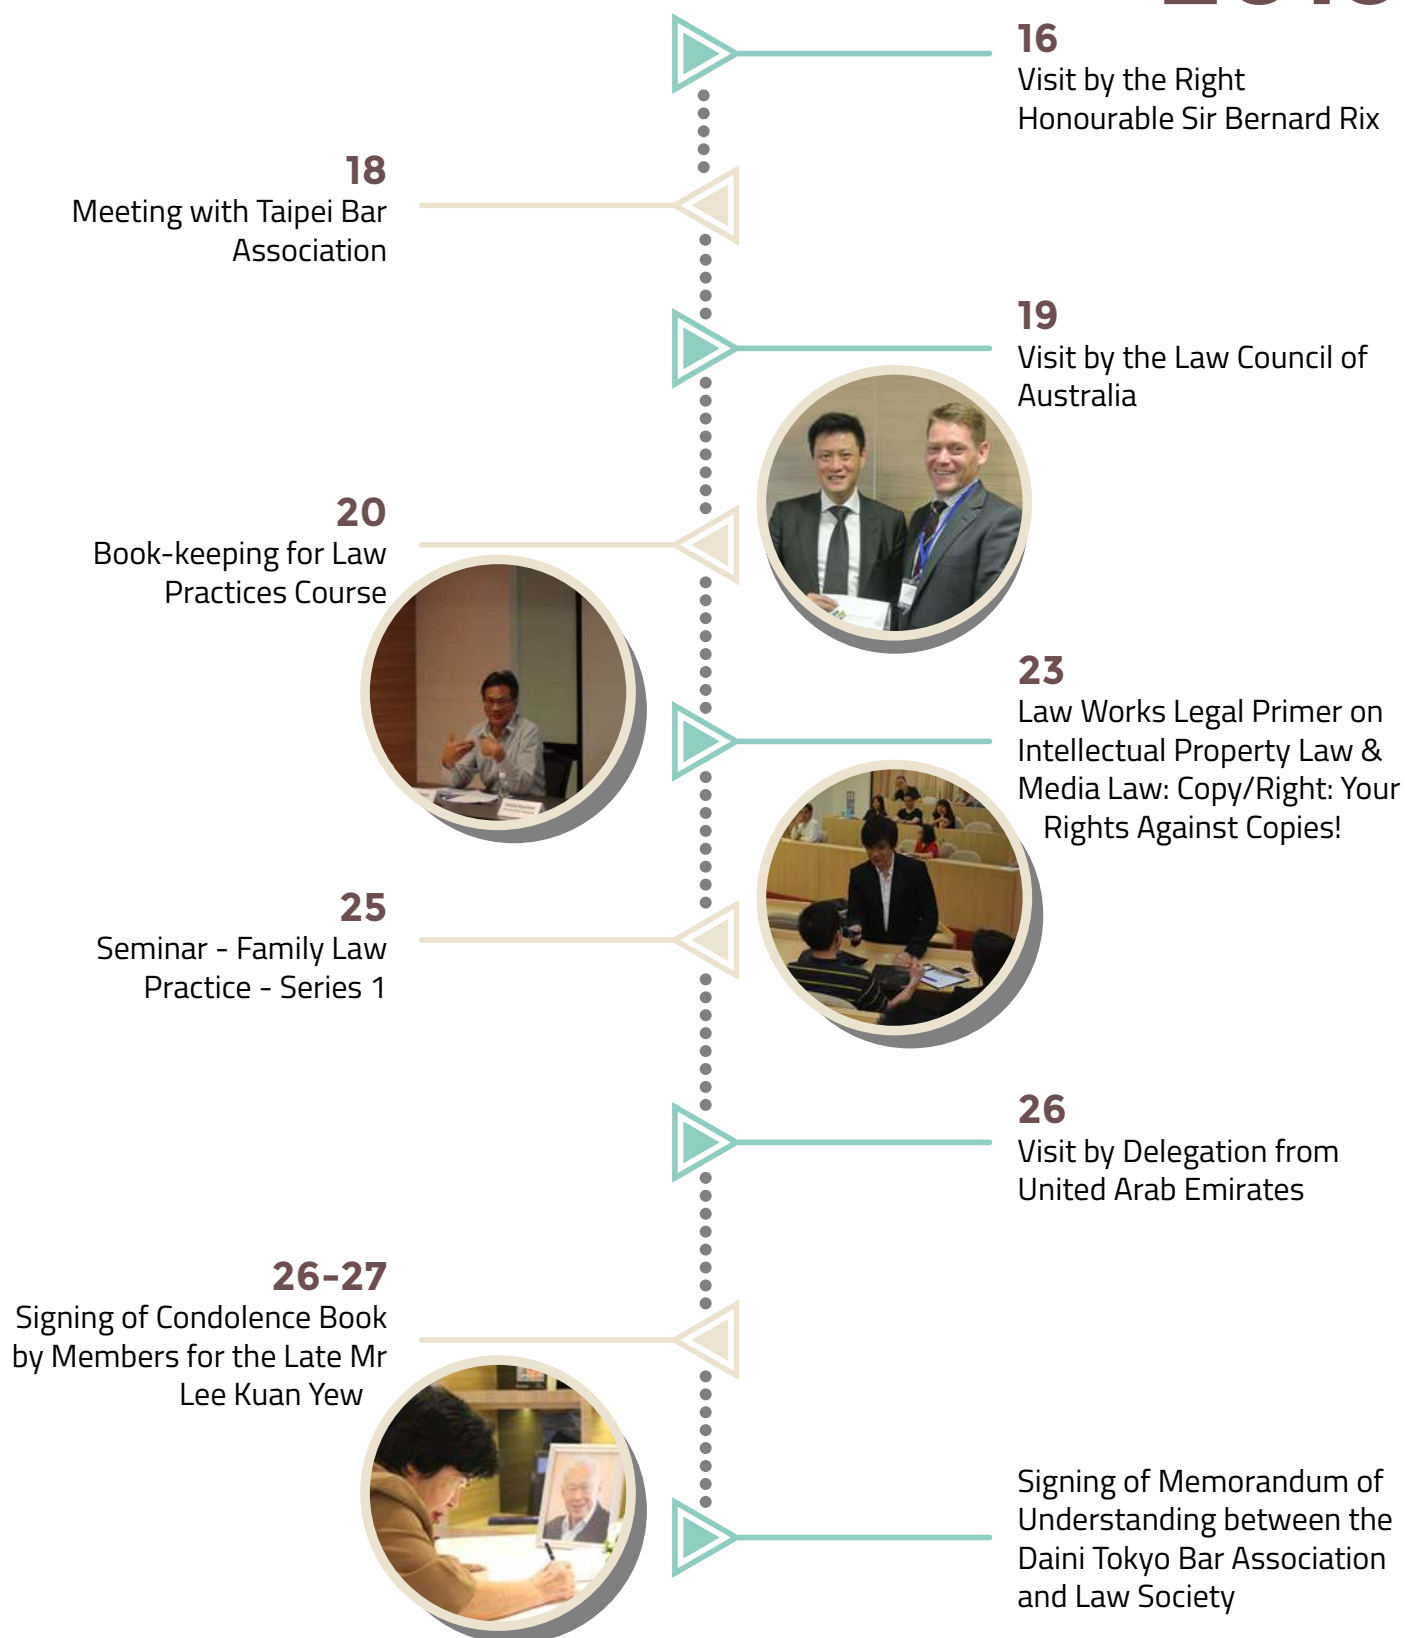 16
Visit by the Right
Honourable Sir Bernard Rix
18
Meeting with Taipei Bar
Association
19
Visit by the Law Council of
Australia
20
Book-keeping for Law
Practices Course
23
Law Works Legal Primer on
Intellectual Property Law &
Media Law: Copy/Right: Your
Rights Against Copies!
25
Seminar - Family Law
Practice - Series 1
26
Visit by Delegation from
United Arab Emirates
26-27
Signing of Condolence Book
by Members for the Late Mr
Lee Kuan Yew
Signing of Memorandum of
Understanding between the
Daini Tokyo Bar Association
and Law Society